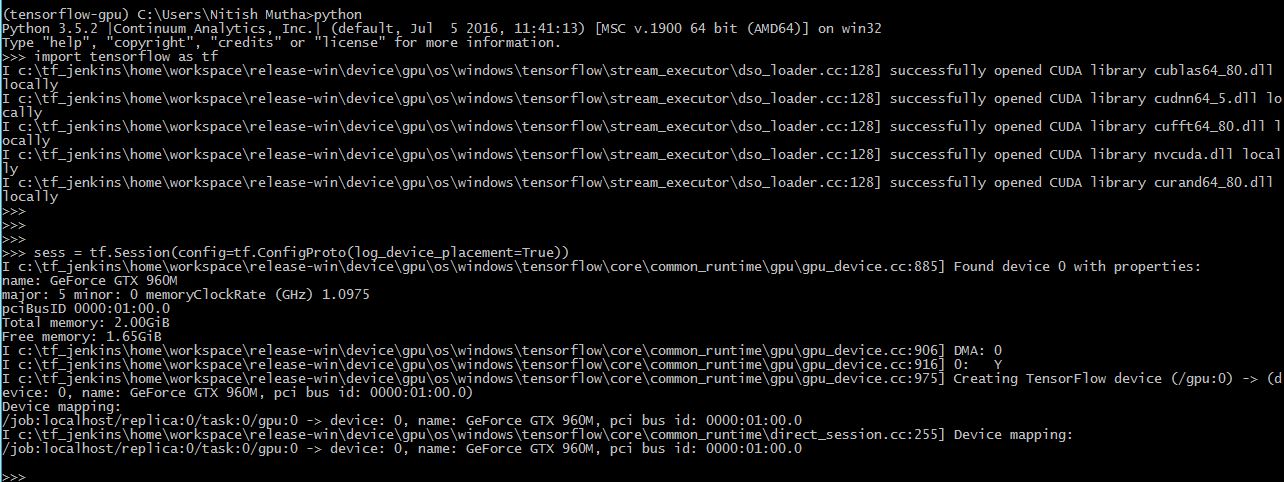 (tensorflow-gpu) C:\Users\Nitish Mutha>python
Python 3.5.2 |Continuum Analytics, Inc.| (default, Jul  5 2016, 11:41:13) [MSC v.1900 64 bit (AMD64)] on win32
Type "help", "copyright", "credits" or "license" for more information.
>>> import tensorflow as tf
I c:\tf_jenkins\home\workspace\release-win\device\gpu\os\windows\tensorflow\stream_executor\dso_loader.cc:128] successfully opened CUDA library cublas64_80.dll
locally
I c:\tf_jenkins\home\workspace\release-win\device\gpu\os\windows\tensorflow\stream_executor\dso_loader.cc:128] successfully opened CUDA library cudnn64_5.dll lo
cally
I c:\tf_jenkins\home\workspace\release-win\device\gpu\os\windows\tensorflow\stream_executor\dso_loader.cc:128] successfully opened CUDA library cufft64_80.dll l
ocally
I c:\tf_jenkins\home\workspace\release-win\device\gpu\os\windows\tensorflow\stream_executor\dso_loader.cc:128] successfully opened CUDA library nvcuda.dll local
ly
I c:\tf_jenkins\home\workspace\release-win\device\gpu\os\windows\tensorflow\stream_executor\dso_loader.cc:128] successfully opened CUDA library curand64_80.dll
locally
>>>
>>>
>>>
>>> sess = tf.Session(config=tf.ConfigProto(log_device_placement=True))
I c:\tf_jenkins\home\workspace\release-win\device\gpu\os\windows\tensorflow\core\common_runtime\gpu\gpu_device.cc:885] Found device 0 with properties:
name: GeForce GTX 960M
major: 5 minor: 0 memoryClockRate (GHz) 1.0975
pciBusID 0000:01:00.0
Total memory: 2.00GiB
Free memory: 1.65GiB
I c:\tf_jenkins\home\workspace\release-win\device\gpu\os\windows\tensorflow\core\common_runtime\gpu\gpu_device.cc:906] DMA: 0
I c:\tf_jenkins\home\workspace\release-win\device\gpu\os\windows\tensorflow\core\common_runtime\gpu\gpu_device.cc:916] 0:   Y
I c:\tf_jenkins\home\workspace\release-win\device\gpu\os\windows\tensorflow\core\common_runtime\gpu\gpu_device.cc:975] Creating TensorFlow device (/gpu:0) -> (d
evice: 0, name: GeForce GTX 960M, pci bus id: 0000:01:00.0)
Device mapping:
/job:localhost/replica:0/task:0/gpu:0 -> device: 0, name: GeForce GTX 960M, pci bus id: 0000:01:00.0
I c:\tf_jenkins\home\workspace\release-win\device\gpu\os\windows\tensorflow\core\common_runtime\direct_session.cc:255] Device mapping:
/job:localhost/replica:0/task:0/gpu:0 -> device: 0, name: GeForce GTX 960M, pci bus id: 0000:01:00.0
>>>